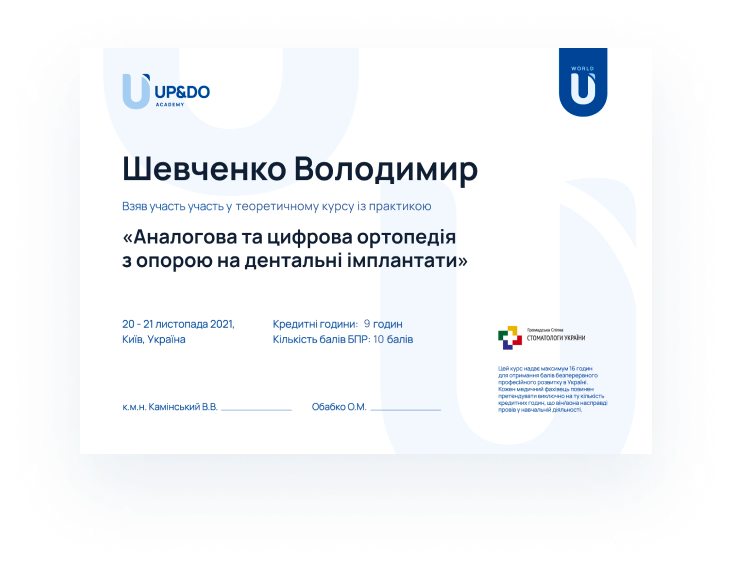 UP&DO
ACADEMY
WORLD
Шевченко Володимир
Взяв участь участь у теоретичному курсу із практикою
«Аналогова та цифрова ортопедія
з опорою на дентальні імплантати»
20 - 21 листопада 2021,
Київ, Україна
Кредитні години: 9 годин
Кількість балів БПР: 10 балів
Громадська Спілка
СТОМАТОЛОГИ УКРАЇНИ
Цей курс надає максимум 16 годин
для отримання балів безперервного
професійного розвитку в Україні.
Кожен медичний фахівець повинен
претендувати виключно на ту кількість
кредитних годин, що він/вона насправді
провів у навчальній діяльності.
к.м.н. Камінський В.В.
Обабко О.М.